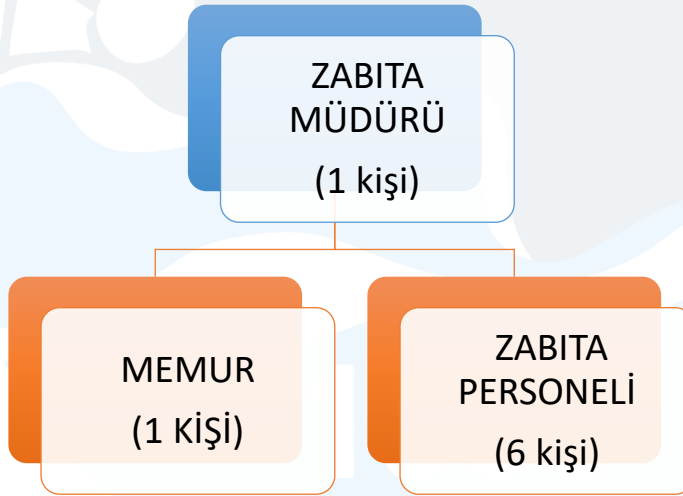 ZABITA
MÜDÜRÜ
(1 kişi)
MEMUR
(1 KİŞİ)
ZABITA
PERSONELİ
(6 kişi)